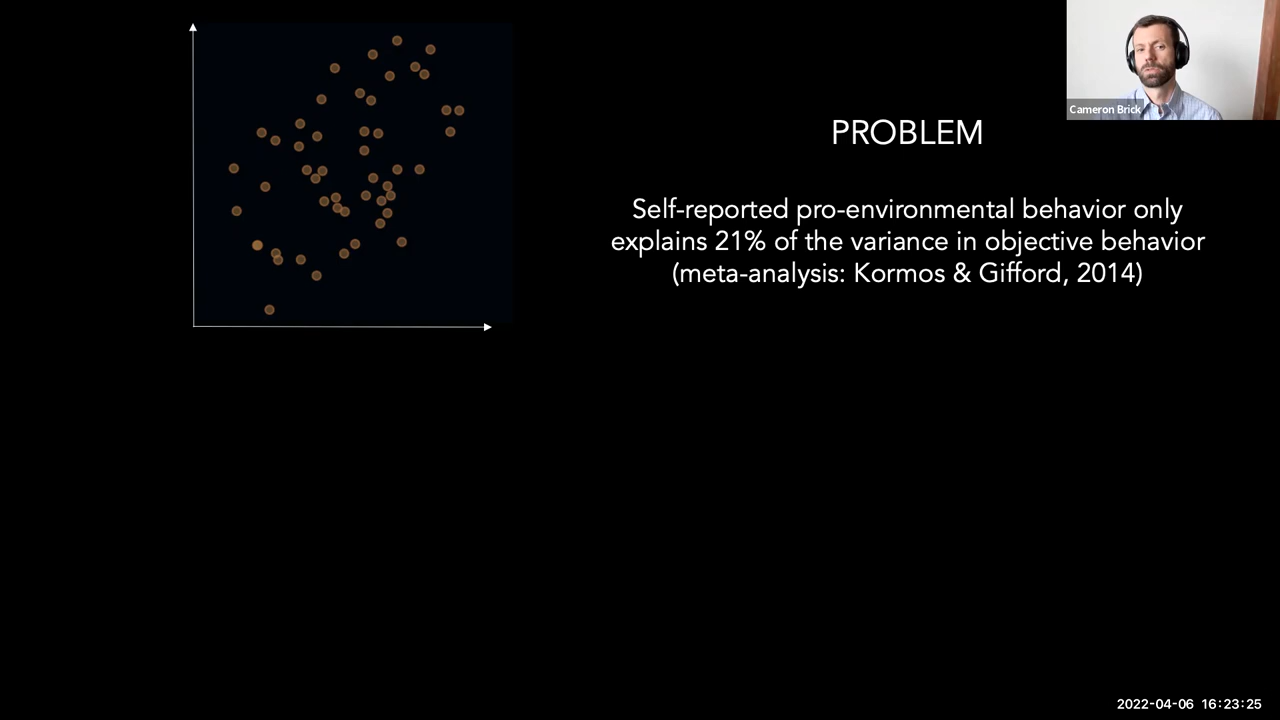 Cameron Brick
PROBLEM
Self-reported pro-environmental behavior only
explains 21% of the variance in objective behavior
(meta-analysis: Kormos & Gifford, 2014)
2022-04-06 16:23:25